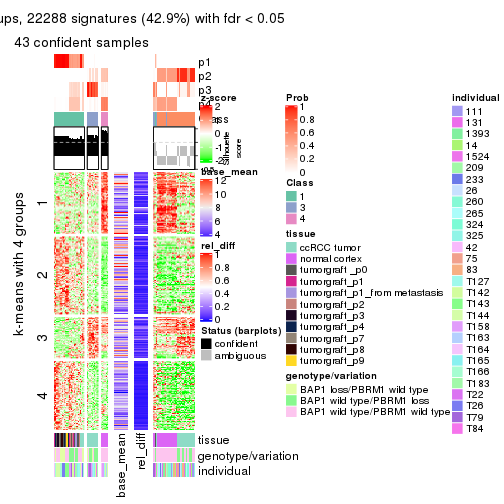 ups, 22288 signatures (42.9%) with fdr < 0.05
43 confident samples
p1
p2
p3
p4
z-score
2
1
0
-1
-2
Silhouette
score
base_mean
12
10
8
6
4
rel_diff
1
0.8
0.6
0.4
0.2
0
Status (barplots)
confident
ambiguous
k-means with 4 groups
1
2
3
4
base_mean
rel_diff
tissue
genotype/variation
individual
Prob
1
0.8
0.6
0.4
0.2
0
Class
1
3
4
tissue
ccRCC tumor
normal cortex
tumorgraft _p0
tumorgraft_p1
tumorgraft_p1_from metastasis
tumorgraft_p2
tumorgraft_p3
tumorgraft_p4
tumorgraft_p7
tumorgraft_p8
tumorgraft_p9
genotype/variation
BAP1 loss/PBRM1 wild type
BAP1 wild type/PBRM1 loss
BAP1 wild type/PBRM1 wild type
individual
111
131
1393
14
1524
209
233
26
260
265
324
325
42
75
83
T127
T142
T143
T144
T158
T163
T164
T165
T166
T183
T22
T26
T79
T84